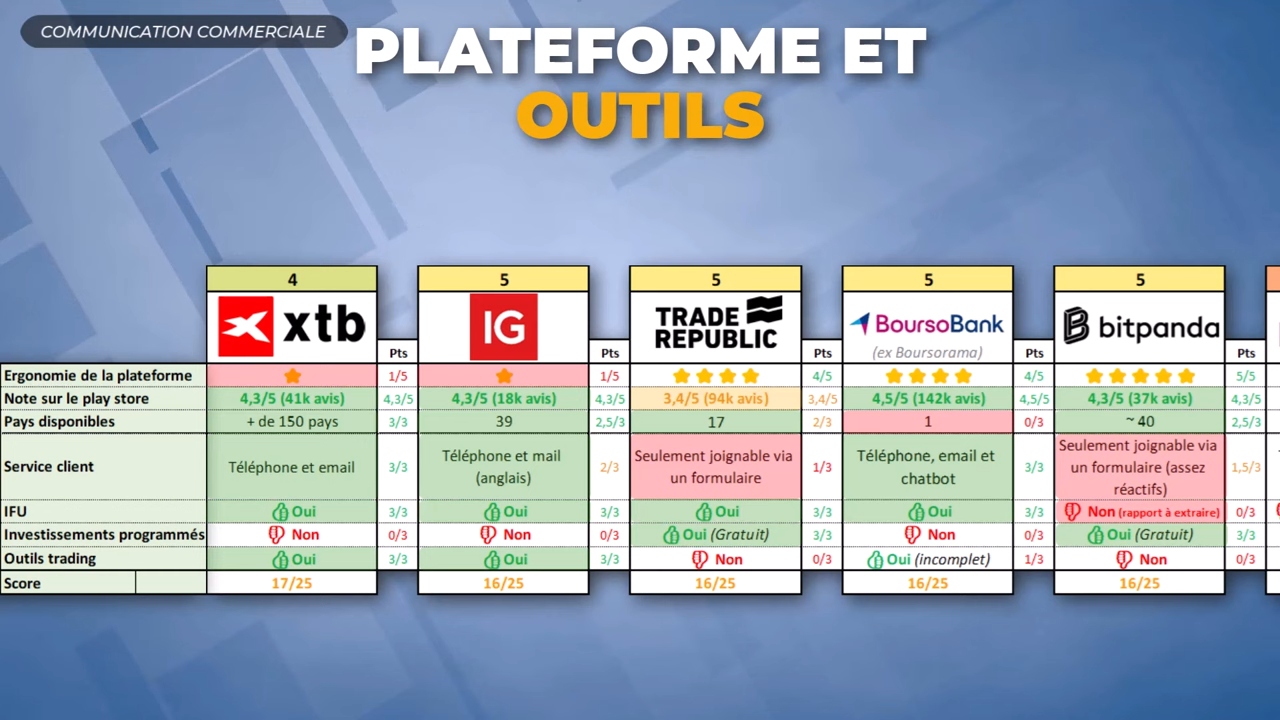 COMMUNICATION COMMERCIALE
PLATEFORME ET
OUTILS
4 5 5 5 5
xtb IG TRADE REPUBLIC BoursoBank bitpanda
(ex Boursorama)
Pts Pts Pts Pts Pts
Ergonomie de la plateforme 1/5 1/5 4/5 4/5 5/5
Note sur le play store 4,3/5 (41k avis) 4,3/5 4,3/5 (18k avis) 4,3/5 3,4/5 (94k avis) 3,4/5 4,5/5 (142k avis) 4,5/5 4,3/5 (37k avis) 4,3/5
Pays disponibles + de 150 pays 3/3 39 2,5/3 17 2/3 1 0/3 ~ 40 2,5/3
Service client Téléphone et email 3/3 Téléphone et mail (anglais) 2/3 Seulement joignable via un formulaire 1/3 Téléphone, email et chatbot 3/3 Seulement joignable via un formulaire (assez réactifs) 1,5/3
IFU Oui 3/3 Oui 3/3 Oui 3/3 Oui 3/3 Non (rapport à extraire) 0/3
Investissements programmés Non 0/3 Non 0/3 Oui (Gratuit) 3/3 Non 0/3 Oui (Gratuit) 3/3
Outils trading Oui 3/3 Oui 3/3 Non 0/3 Oui (incomplet) 1/3 Non 0/3
Score 17/25 16/25 16/25 16/25 16/25